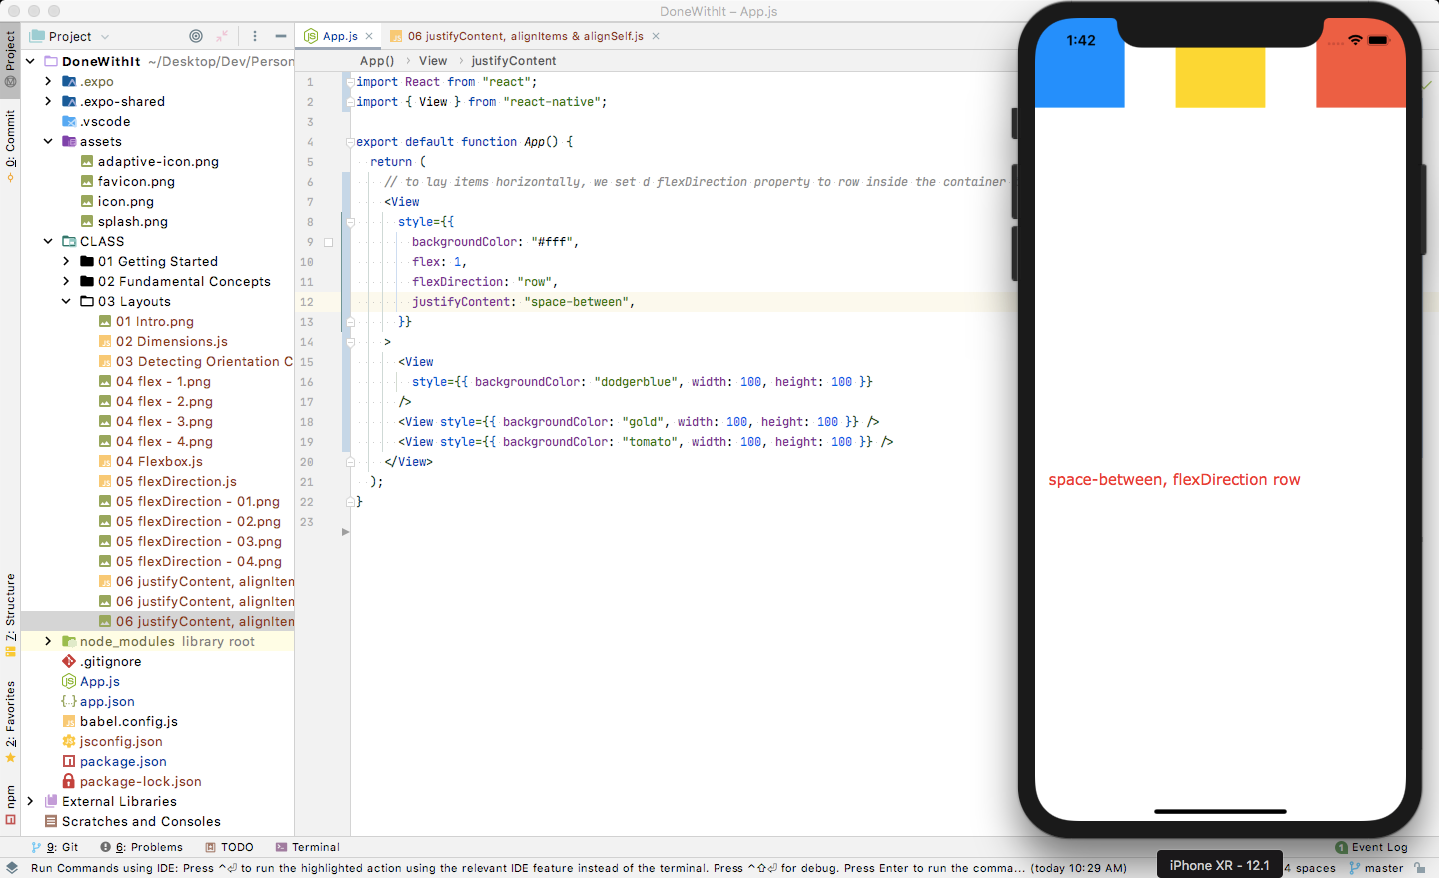 DoneWithIt – App.js
Project
App.js
06 justifyContent, alignItems & alignSelf.js
App() › View › justifyContent
Project
0: Commit
7: Structure
2: Favorites
npm
DoneWithIt ~/Desktop/Dev/Person
.expo
.expo-shared
.vscode
assets
adaptive-icon.png
favicon.png
icon.png
splash.png
CLASS
01 Getting Started
02 Fundamental Concepts
03 Layouts
01 Intro.png
02 Dimensions.js
03 Detecting Orientation C
04 flex - 1.png
04 flex - 2.png
04 flex - 3.png
04 flex - 4.png
04 Flexbox.js
05 flexDirection.js
05 flexDirection - 01.png
05 flexDirection - 02.png
05 flexDirection - 03.png
05 flexDirection - 04.png
06 justifyContent, alignItem
06 justifyContent, alignItem
06 justifyContent, alignItem
node_modules library root
.gitignore
App.js
app.json
babel.config.js
jsconfig.json
package.json
package-lock.json
External Libraries
Scratches and Consoles
1 import React from "react";
2 import { View } from "react-native";
3
4 export default function App() {
5 return (
6 // to lay items horizontally, we set d flexDirection property to row inside the container
7 <View
8 style={{
9 backgroundColor: "#fff",
10 flex: 1,
11 flexDirection: "row",
12 justifyContent: "space-between",
13 }}
14 >
15 <View
16 style={{ backgroundColor: "dodgerblue", width: 100, height: 100 }}
17 />
18 <View style={{ backgroundColor: "gold", width: 100, height: 100 }} />
19 <View style={{ backgroundColor: "tomato", width: 100, height: 100 }} />
20 </View>
21 );
22 }
23
1:42
space-between, flexDirection row
iPhone XR - 12.1
9: Git
6: Problems
TODO
Terminal
1 Event Log
Run Commands using IDE: Press ^⏎ to run the highlighted action using the relevant IDE feature instead of the terminal. Press ^⇧⏎ for debug. Press Enter to run the comma... (today 10:29 AM)
4 spaces
master